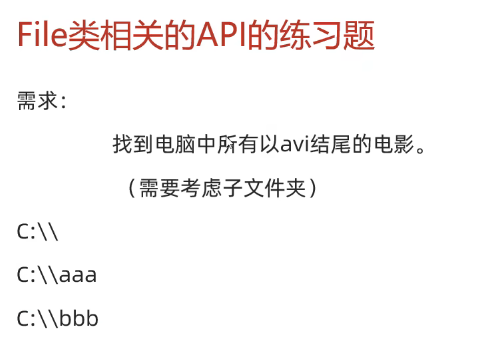 File类相关的API的练习题
需求：
找到电脑中所有以avi结尾的电影。
（需要考虑子文件夹）
C:\\
C:\\aaa
C:\\bbb